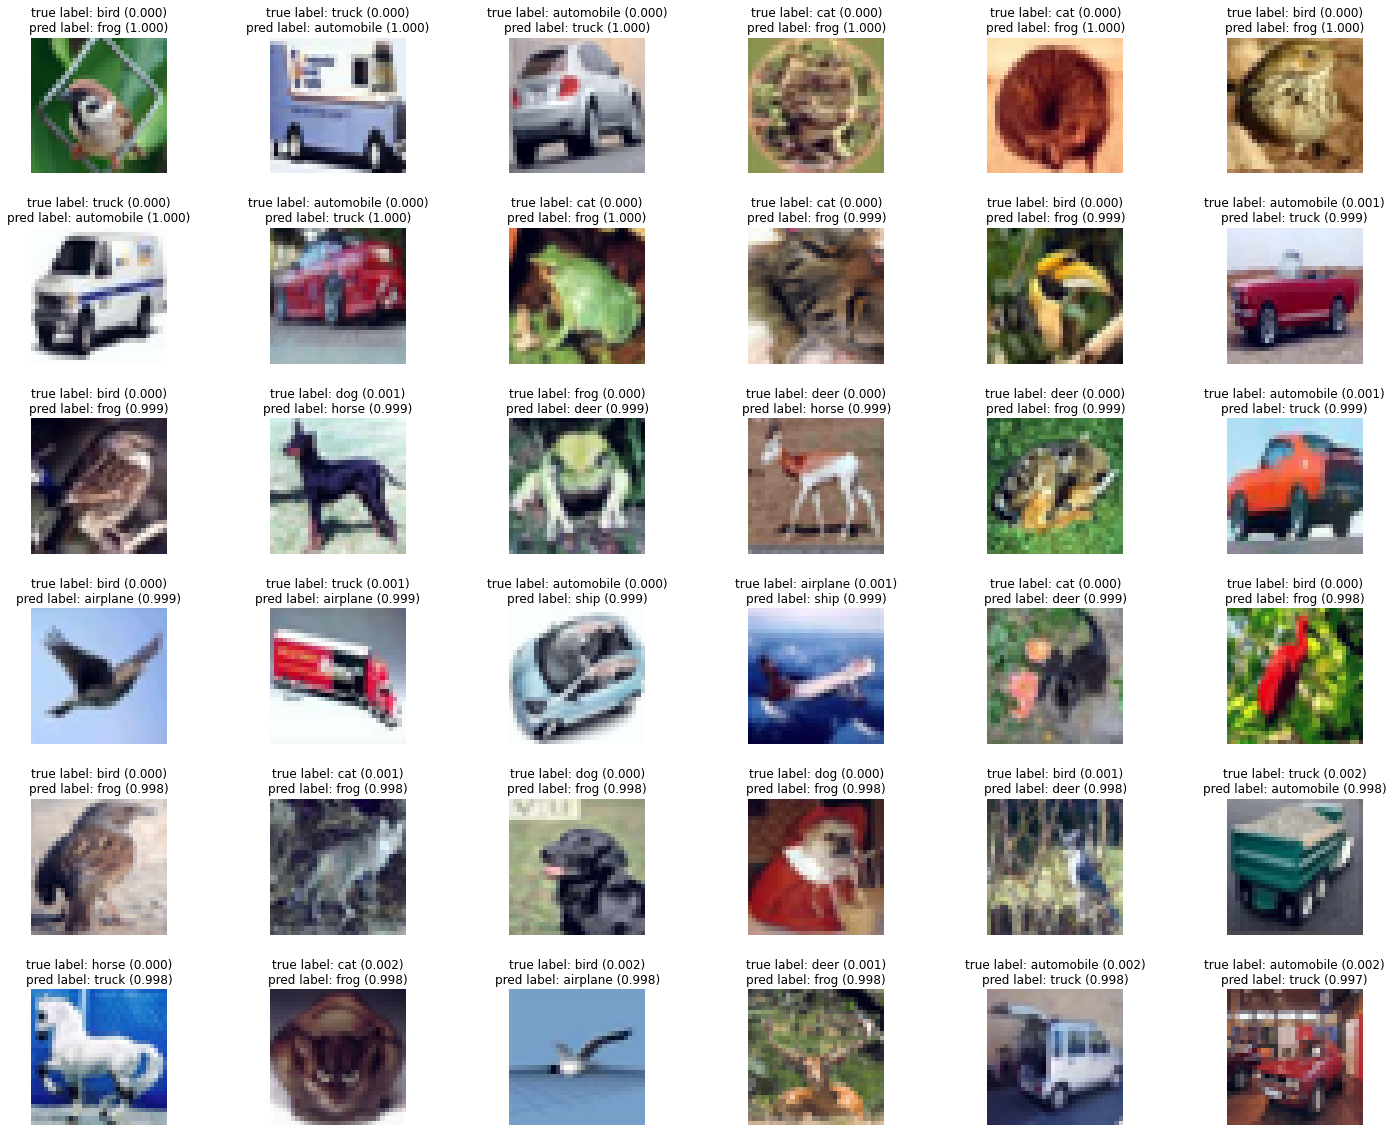 true label: bird (0.000)
pred label: frog (1.000)
true label: truck (0.000)
pred label: automobile (1.000)
true label: automobile (0.000)
pred label: truck (1.000)
true label: cat (0.000)
pred label: frog (1.000)
true label: cat (0.000)
pred label: frog (1.000)
true label: bird (0.000)
pred label: frog (1.000)
true label: truck (0.000)
pred label: automobile (1.000)
true label: automobile (0.000)
pred label: truck (1.000)
true label: cat (0.000)
pred label: frog (1.000)
true label: cat (0.000)
pred label: frog (0.999)
true label: bird (0.000)
pred label: frog (0.999)
true label: automobile (0.001)
pred label: truck (0.999)
true label: bird (0.000)
pred label: frog (0.999)
true label: dog (0.001)
pred label: horse (0.999)
true label: frog (0.000)
pred label: deer (0.999)
true label: deer (0.000)
pred label: horse (0.999)
true label: deer (0.000)
pred label: frog (0.999)
true label: automobile (0.001)
pred label: truck (0.999)
true label: bird (0.000)
pred label: airplane (0.999)
true label: truck (0.001)
pred label: airplane (0.999)
true label: automobile (0.000)
pred label: ship (0.999)
true label: airplane (0.001)
pred label: ship (0.999)
true label: cat (0.000)
pred label: deer (0.999)
true label: bird (0.000)
pred label: frog (0.998)
true label: bird (0.000)
pred label: frog (0.998)
true label: cat (0.001)
pred label: frog (0.998)
true label: dog (0.000)
pred label: frog (0.998)
true label: dog (0.000)
pred label: frog (0.998)
true label: bird (0.001)
pred label: deer (0.998)
true label: truck (0.002)
pred label: automobile (0.998)
true label: horse (0.000)
pred label: truck (0.998)
true label: cat (0.002)
pred label: frog (0.998)
true label: bird (0.002)
pred label: airplane (0.998)
true label: deer (0.001)
pred label: frog (0.998)
true label: automobile (0.002)
pred label: truck (0.998)
true label: automobile (0.002)
pred label: truck (0.997)